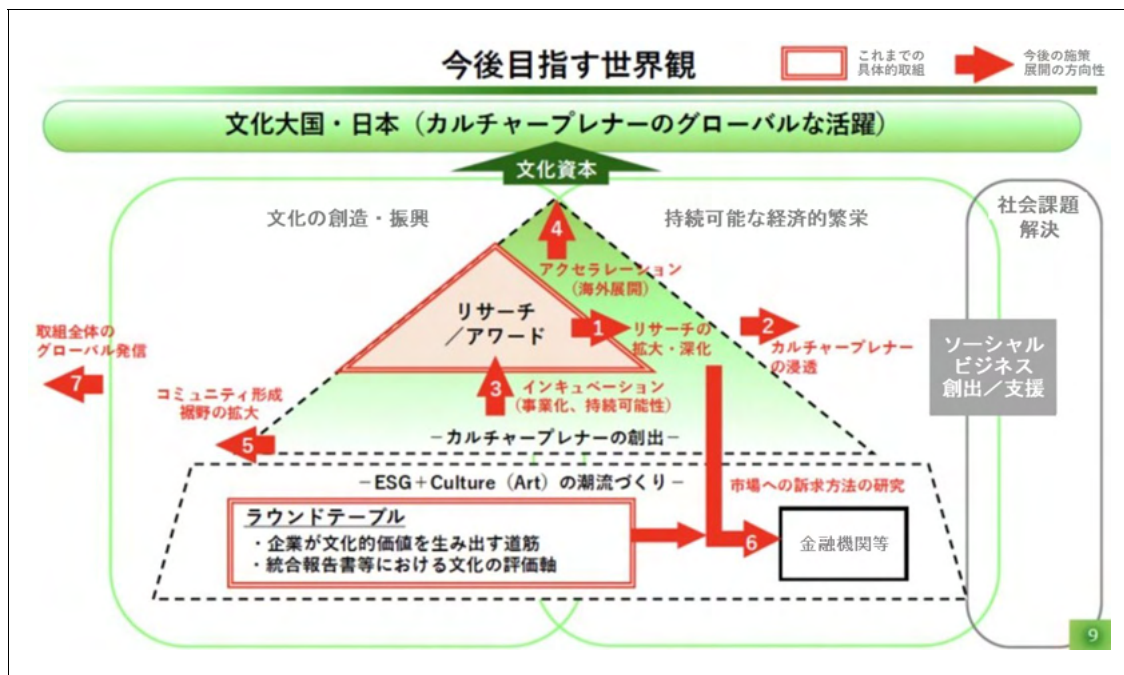 今後目指す世界観
これまでの
具体的取組
今後の施策
展開の方向性
文化大国・日本（カルチャープレナーのグローバルな活躍）
文化資本
文化の創造・振興
持続可能な経済的繁栄
社会課題
解決
4
アクセラレーション
(海外展開)
リサーチ
／アワード
1
リサーチの
拡大・深化
2
カルチャープレナー
の浸透
取組全体の
グローバル発信
7
ソーシャル
ビジネス
創出／支援
3
インキュベーション
(事業化、持続可能性)
コミュニティ形成
裾野の拡大
5
－カルチャープレナーの創出－
－ESG＋Culture（Art）の潮流づくり－
市場への訴求方法の研究
ラウンドテーブル
・企業が文化的価値を生み出す道筋
・統合報告書等における文化の評価軸
6
金融機関等
9